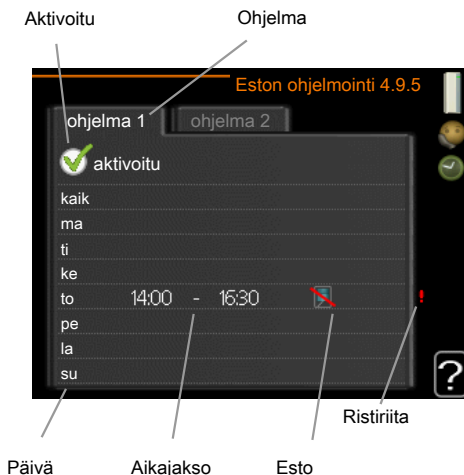 Aktivoitu Ohjelma
Eston ohjelmointi 4.9.5
ohjelma 1 ohjelma 2
aktivoitu
kaik
ma
ti
ke
to 14:00 - 16:30 !
pe
la
su
?
Ristiriita
Päivä Aikajakso Esto